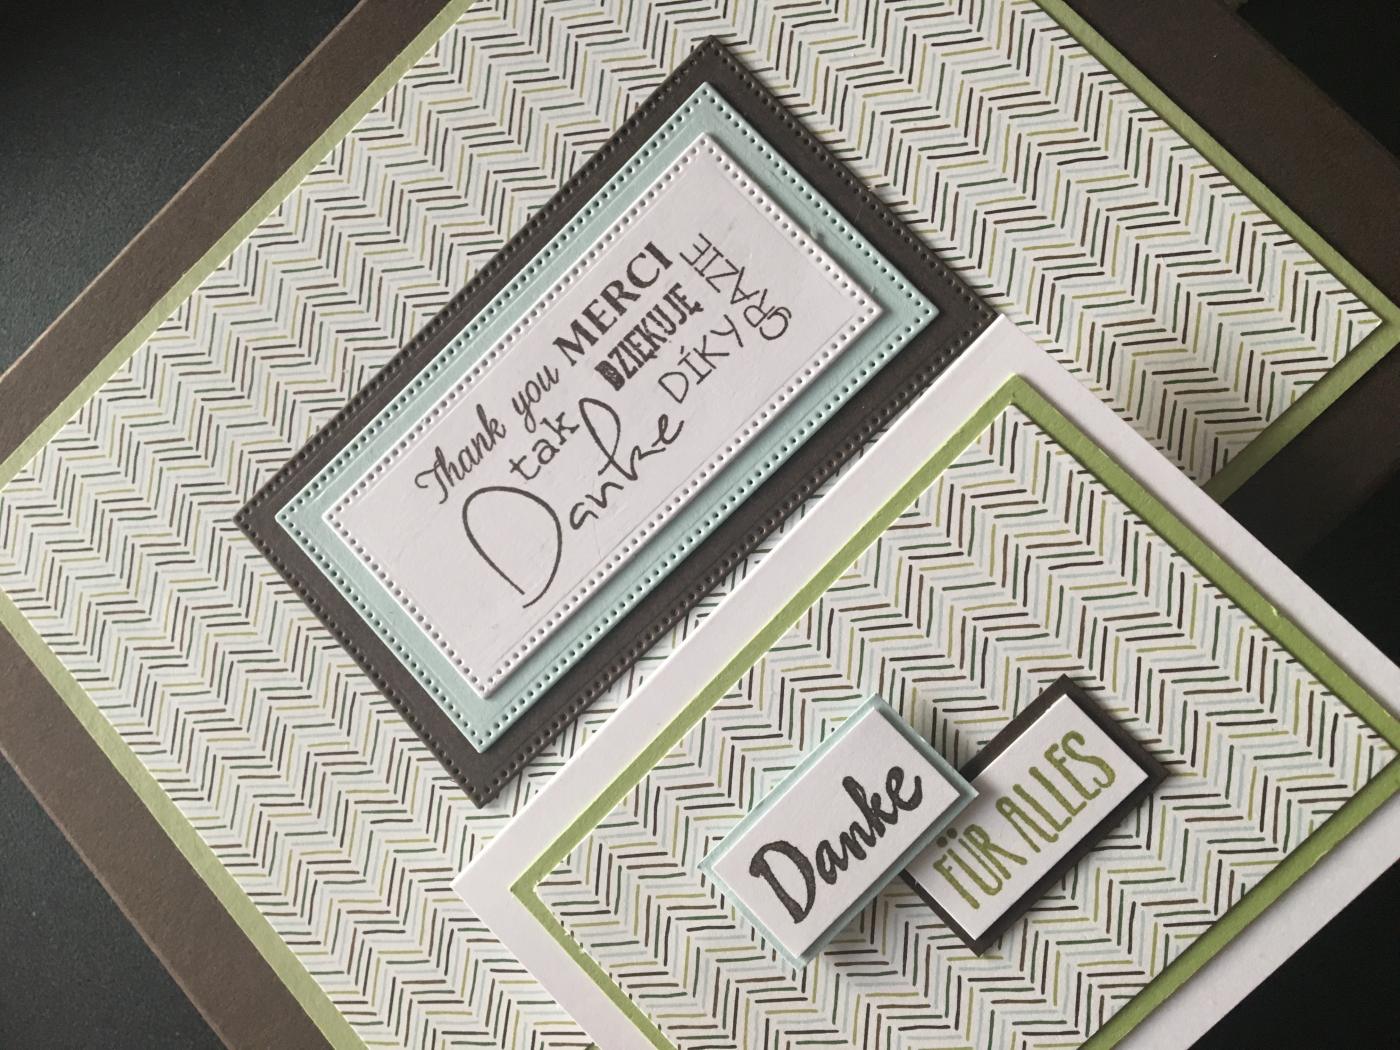 Thank you MERCI
tak DZIĘKUJĘ GRAZIE
Danke DÍKY
Danke
FÜR ALLES